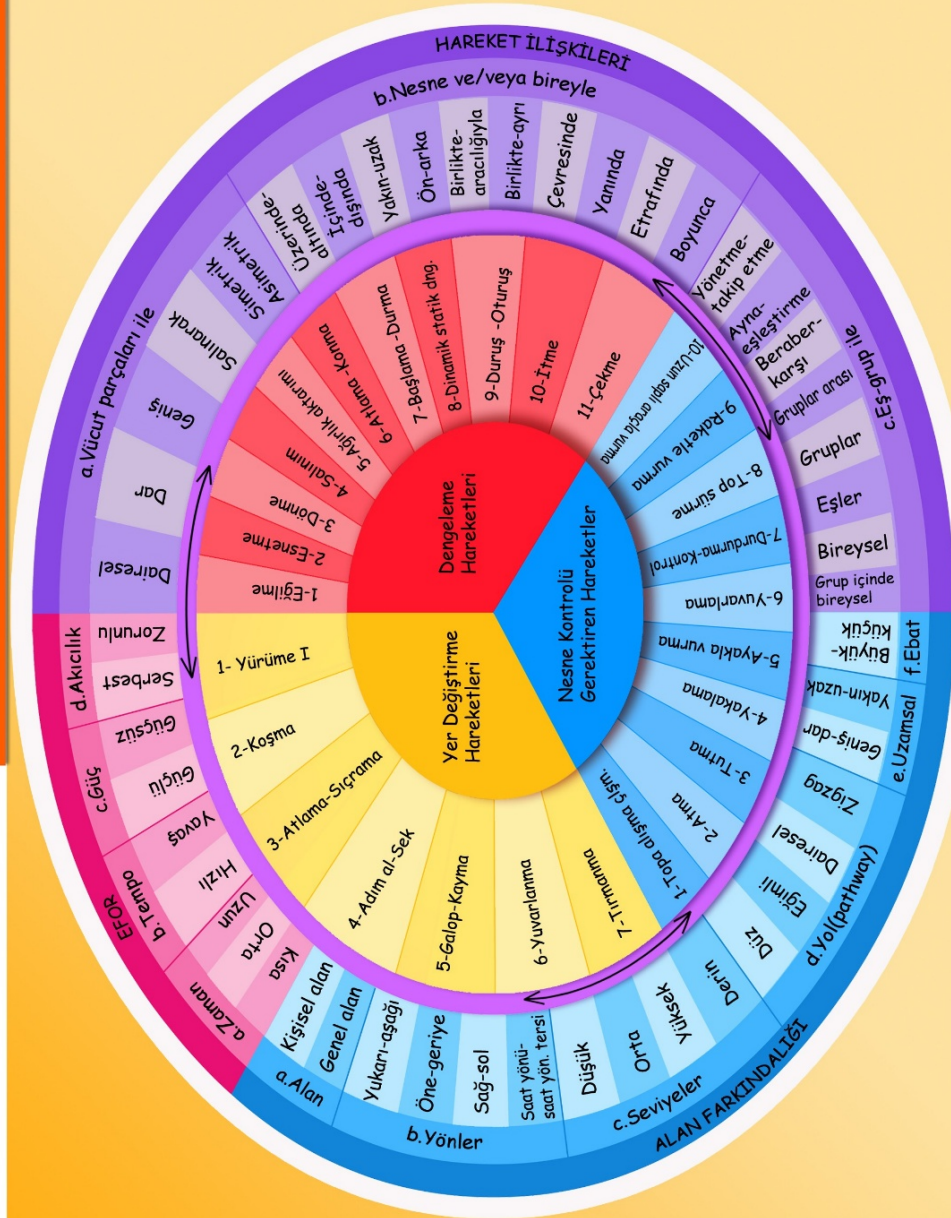 HAREKET İLİŞKİLERİ
a.Vücut parçaları ile
Dairesel
Dar
Geniş
Salınarak
Simetrik
Asimetrik
b.Nesne ve/veya bireyle
Üzerinde-
altında
İçinde-
dışında
Yakın-uzak
Ön-arka
Birlikte-
aracılığıyla
Birlikte-ayrı
Çevresinde
Yanında
Etrafında
Boyunca
c.Eş-grup ile
Yönetme-
takip etme
Ayna-
eşleştirme
Beraber-
karşı
Gruplar arası
Gruplar
Eşler
Bireysel
Grup içinde
bireysel
ALAN FARKINDALIĞI
f.Ebat
Büyük-
küçük
e.Uzamsal
Yakın-uzak
Geniş-dar
d.Yol(pathway)
Zigzag
Dairesel
Eğimli
Düz
c.Seviyeler
Derin
Yüksek
Orta
Düşük
b.Yönler
Saat yönü-
saat yön. tersi
Sağ-sol
Öne-geriye
Yukarı-aşağı
a.Alan
Genel alan
Kişisel alan
EFOR
a.Zaman
Kısa
Orta
Uzun
b.Tempo
Hızlı
Yavaş
c.Güç
Güçlü
Güçsüz
d.Akıcılık
Serbest
Zorunlu
Dengeleme
Hareketleri
1-Eğilme
2-Esnetme
3-Dönme
4-Salınım
5-Ağırlık aktarımı
6-Atlama-Konma
7-Başlama-Durma
8-Dinamik statik dng.
9-Duruş -Oturuş
10-İtme
11-Çekme
Nesne Kontrolü
Gerektiren Hareketler
10-Uzun saplı araçla vurma
9-Raketle vurma
8-Top sürme
7-Durdurma-Kontrol
6-Yuvarlama
5-Ayakla vurma
4-Yakalama
3-Tutma
2-Atma
1-Topa alışma çlşm.
Yer Değiştirme
Hareketleri
1- Yürüme I
2-Koşma
3-Atlama-Sıçrama
4-Adım al-Sek
5-Galop-Kayma
6-Yuvarlanma
7-Tırmanma